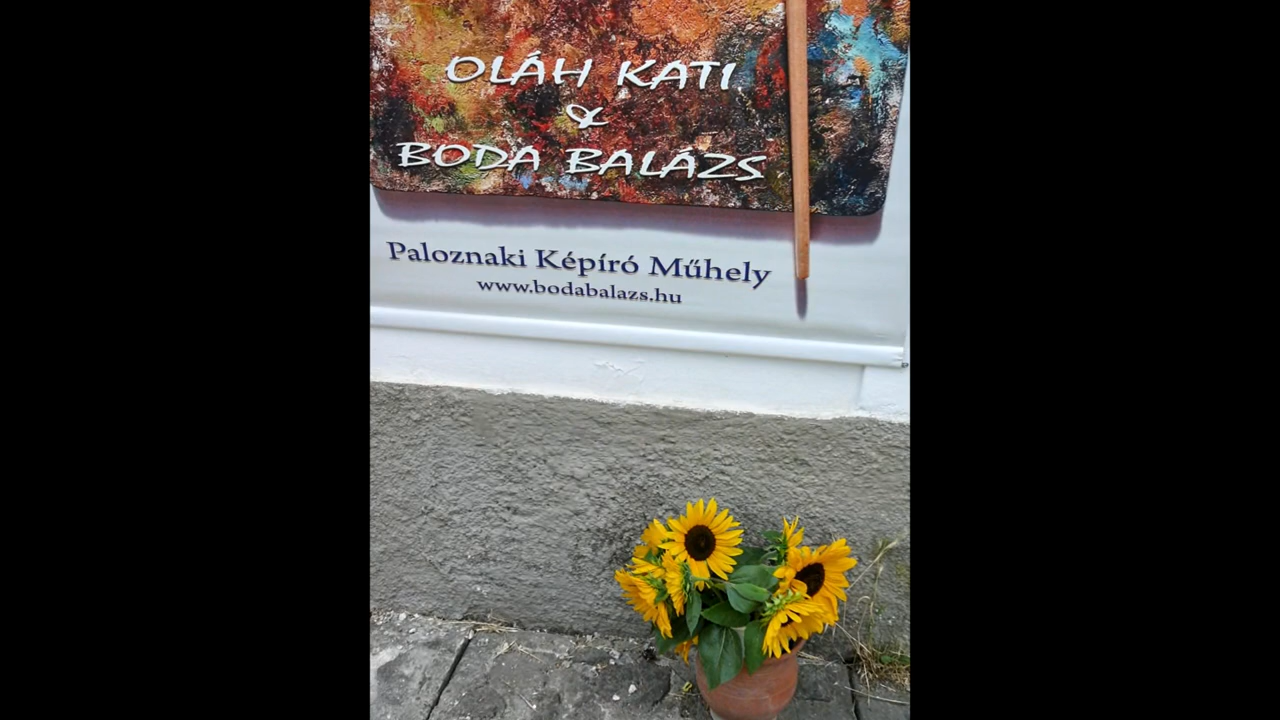 OLÁH KATI
&
BODA BALÁZS
Paloznaki Képíró Műhely
www.bodabalazs.hu